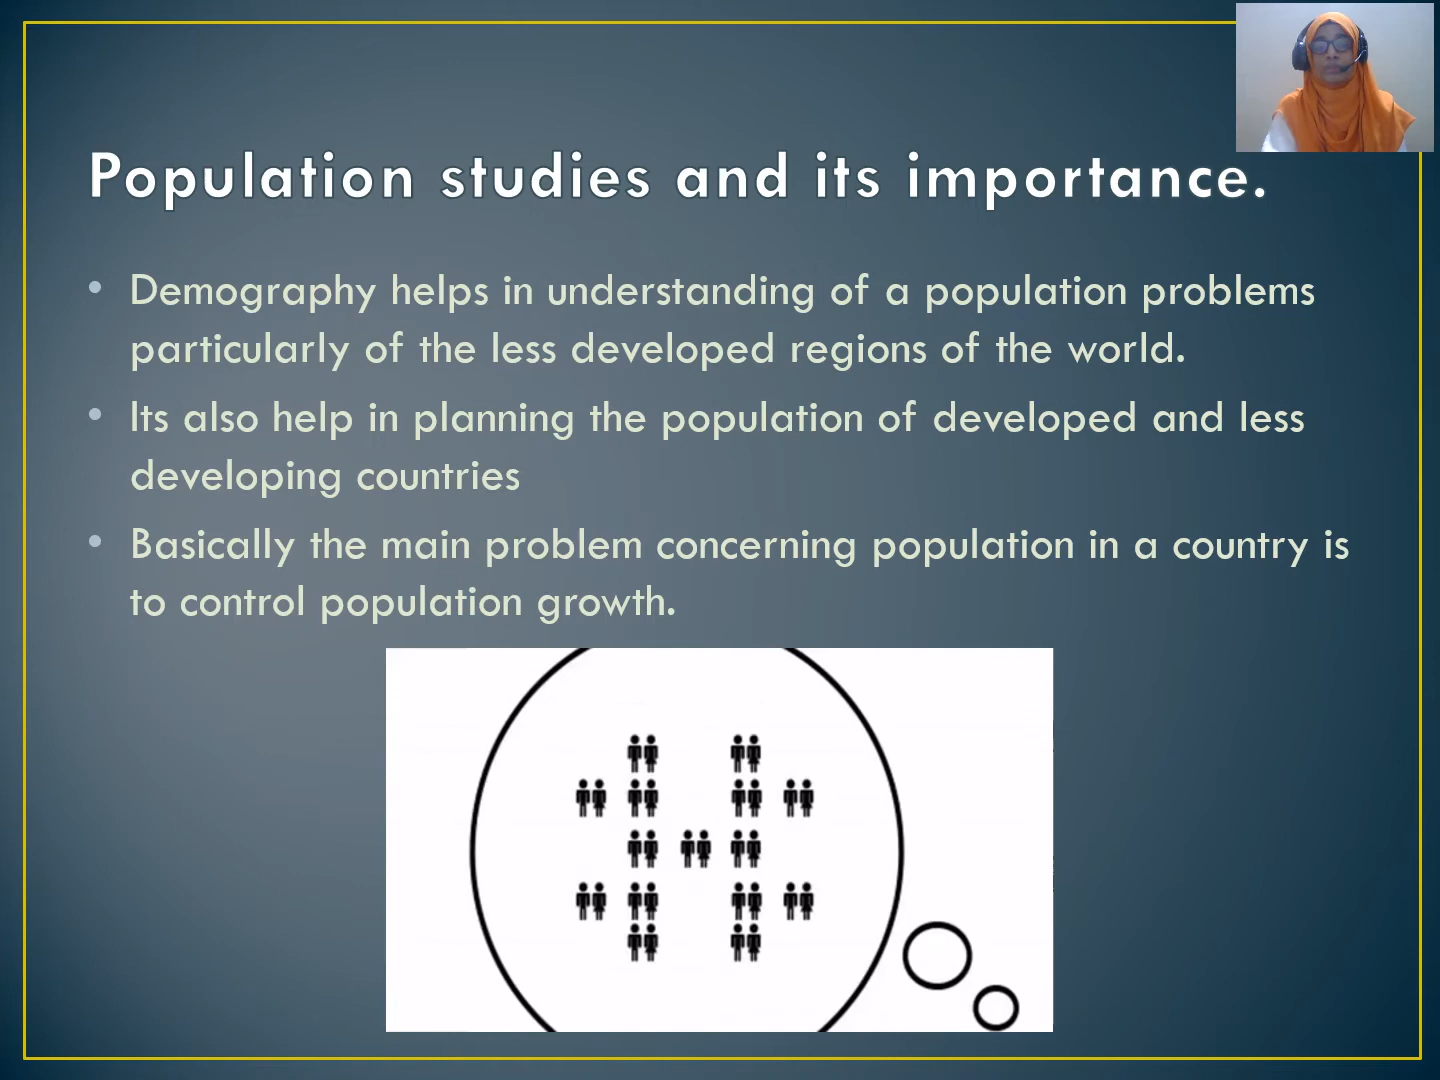 Population studies and its importance.
• Demography helps in understanding of a population problems
particularly of the less developed regions of the world.
• Its also help in planning the population of developed and less
developing countries
• Basically the main problem concerning population in a country is
to control population growth.